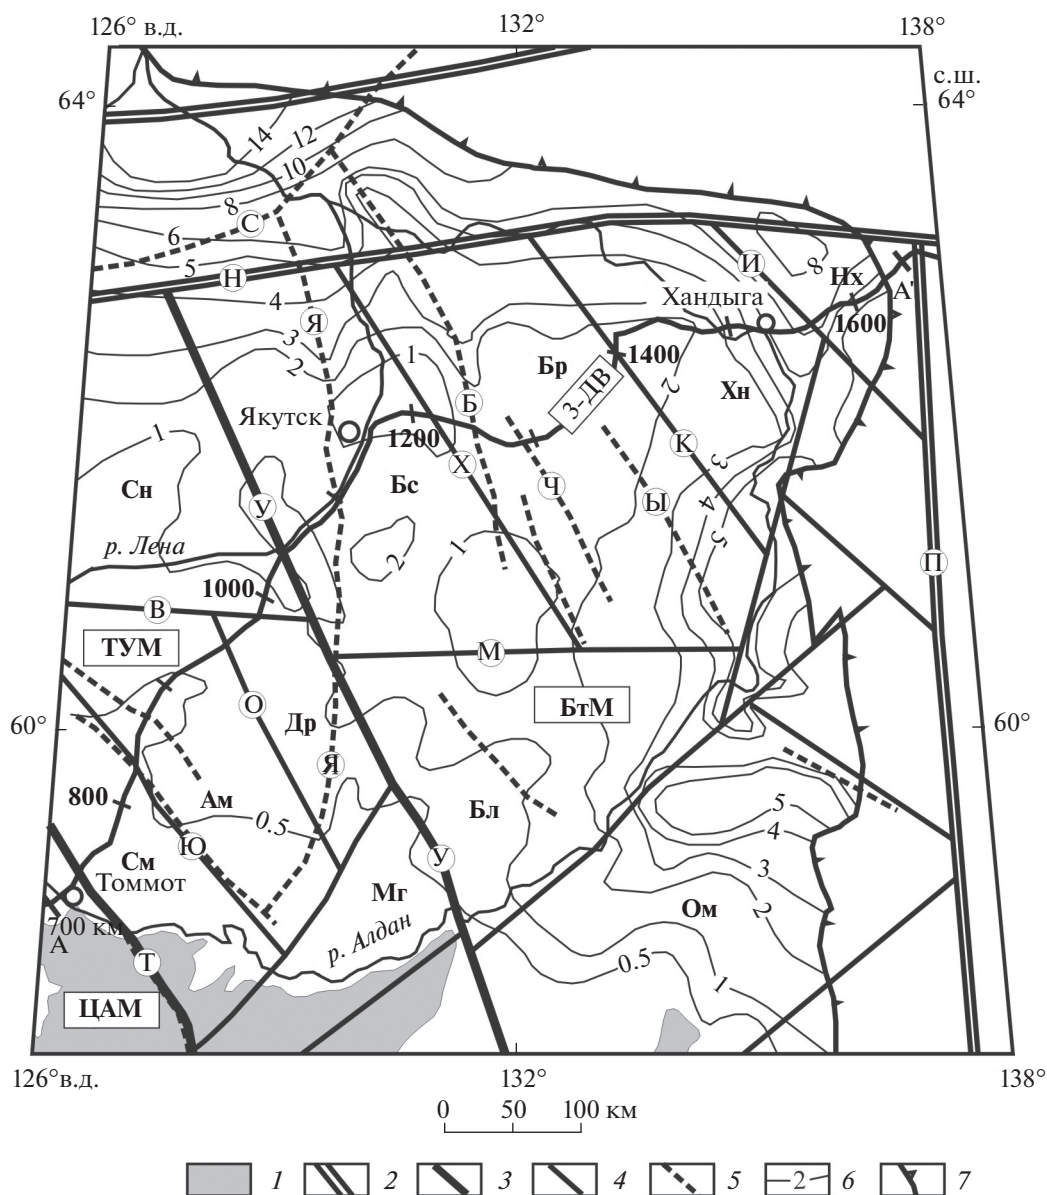 126° в.д.
132°
138°
с.ш.
64°
64°
14
12
10
8
С
6
5
Н
И
8
Нх
А'
Хандыга
4
Я
1600
3
2
1
Бр
1400
2
Хн
3-ДВ
Якутск
Б
1200
1
Х
К
3
Сн
Бс
У
Ч
Ы
4
5
р. Лена
2
1
П
1000
В
ТУМ
М
О
БтМ
60°
Др
60°
Я
800
Ам
0.5
Бл
5
Ю
4
См
У
3
Томмот
Мг
2
Ом
700 км
А
р. Алдан
Т
0.5
1
ЦАМ
126°в.д.
132°
138°
0 50 100 км
1 2 3 4 5 2 6 7